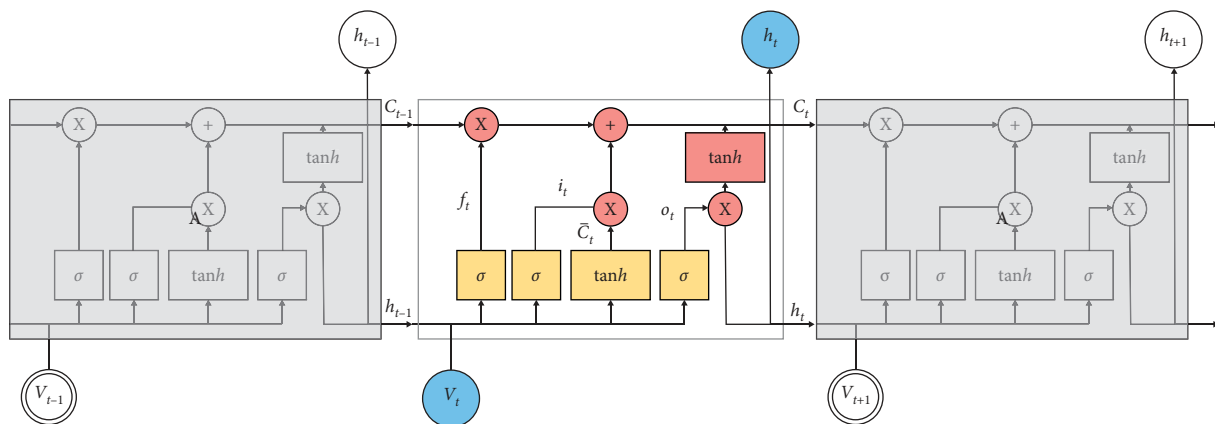 h_{t–1}
h_t
h_{t+1}
C_{t–1}
C_t
X
+
tanh
X
A
X
σ
σ
tanh
σ
X
+
tanh
f_t
i_t
X
o_t
X
C̄_t
σ
σ
tanh
σ
X
+
tanh
X
A
X
σ
σ
tanh
σ
h_{t–1}
h_t
V_{t–1}
V_t
V_{t+1}